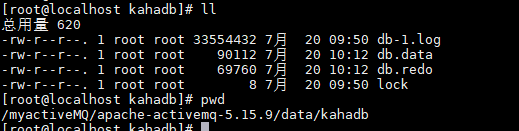 [root@localhost kahadb]# ll
总用量 620
-rw-r--r--. 1 root root 33554432 7月  20 09:50 db-1.log
-rw-r--r--. 1 root root    90112 7月  20 10:12 db.data
-rw-r--r--. 1 root root    69760 7月  20 10:12 db.redo
-rw-r--r--. 1 root root        8 7月  20 09:50 lock
[root@localhost kahadb]# pwd
/myactiveMQ/apache-activemq-5.15.9/data/kahadb
[root@localhost kahadb]#